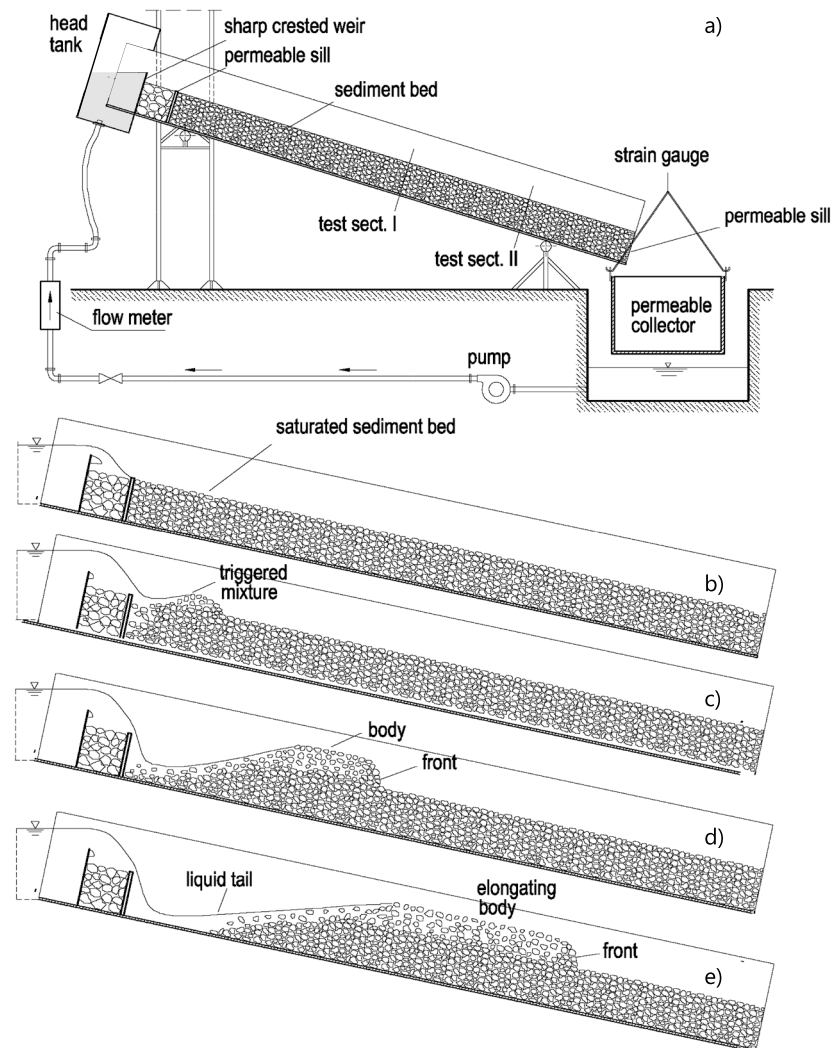 a)
head
tank
sharp crested weir
permeable sill
sediment bed
strain gauge
test sect. I
permeable sill
test sect. II
permeable
collector
flow meter
pump
saturated sediment bed
b)
triggered
mixture
c)
body
front
d)
liquid tail
elongating
body
front
e)